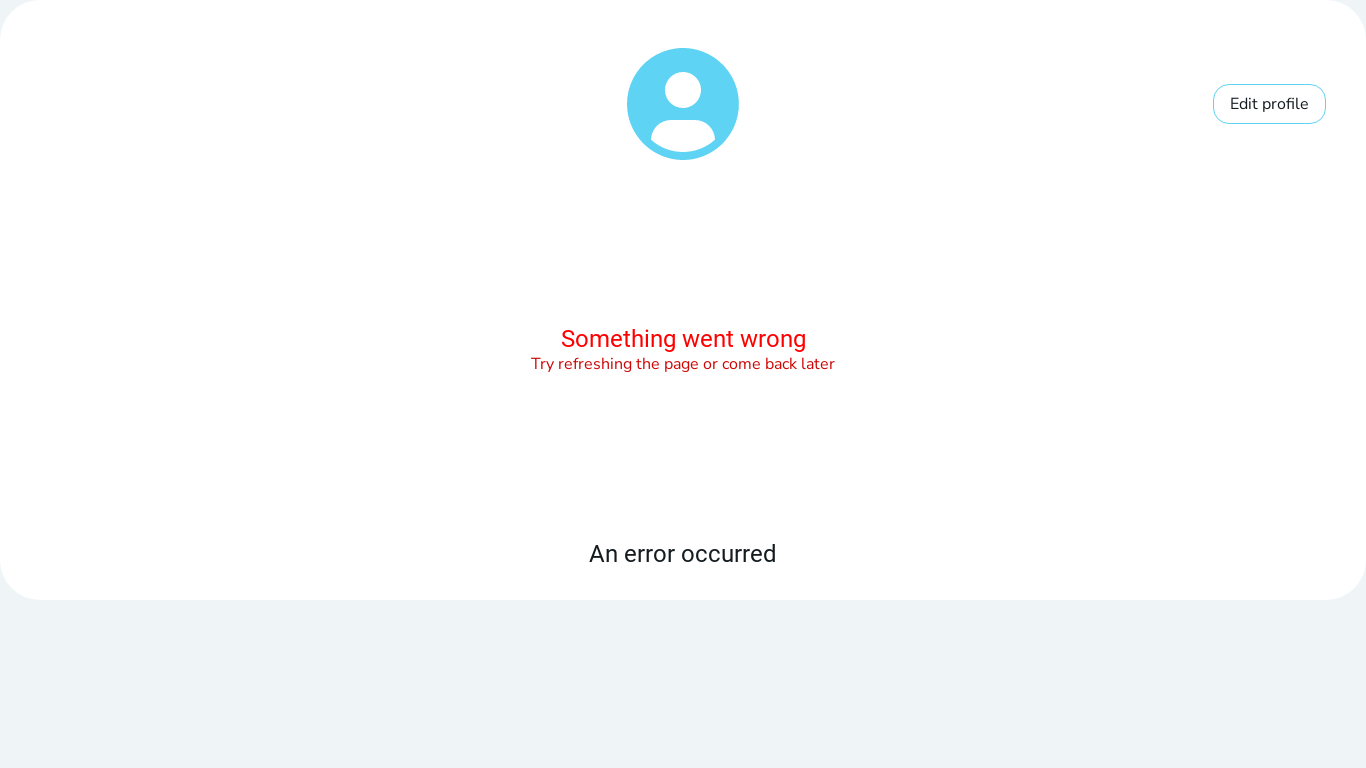 Edit profile
Something went wrong
Try refreshing the page or come back later
An error occurred